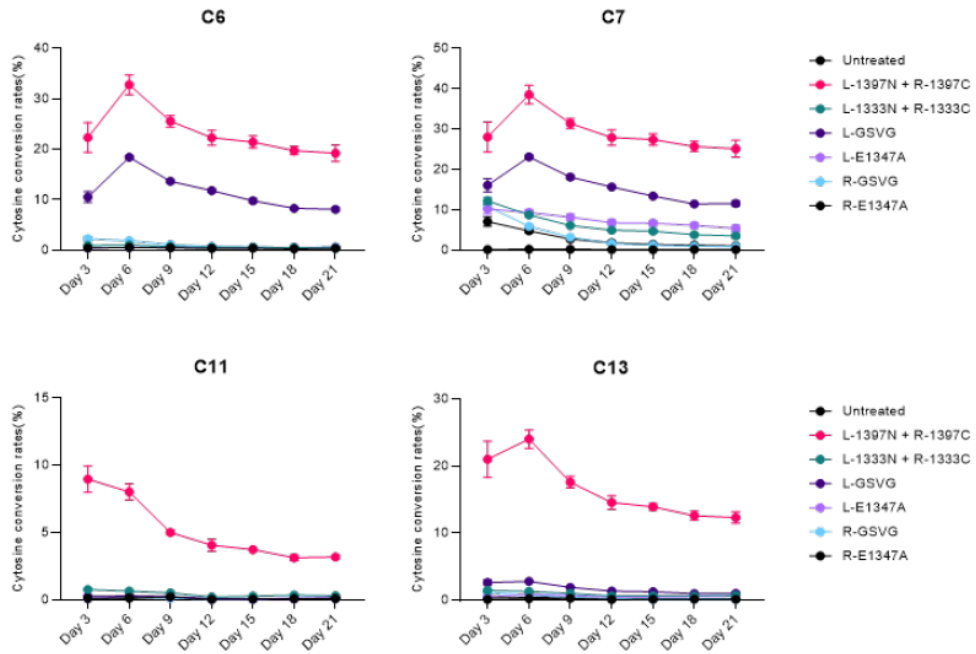 C6
C7
Cytosine conversion rates(%)
40
30
20
10
0
Day 3
Day 6
Day 9
Day 12
Day 15
Day 18
Day 21
Cytosine conversion rates(%)
50
40
30
20
10
0
Day 3
Day 6
Day 9
Day 12
Day 15
Day 18
Day 21
Untreated
L-1397N + R-1397C
L-1333N + R-1333C
L-GSVG
L-E1347A
R-GSVG
R-E1347A
C11
C13
Cytosine conversion rates(%)
15
10
5
0
Day 3
Day 6
Day 9
Day 12
Day 15
Day 18
Day 21
Cytosine conversion rates(%)
30
20
10
0
Day 3
Day 6
Day 9
Day 12
Day 15
Day 18
Day 21
Untreated
L-1397N + R-1397C
L-1333N + R-1333C
L-GSVG
L-E1347A
R-GSVG
R-E1347A